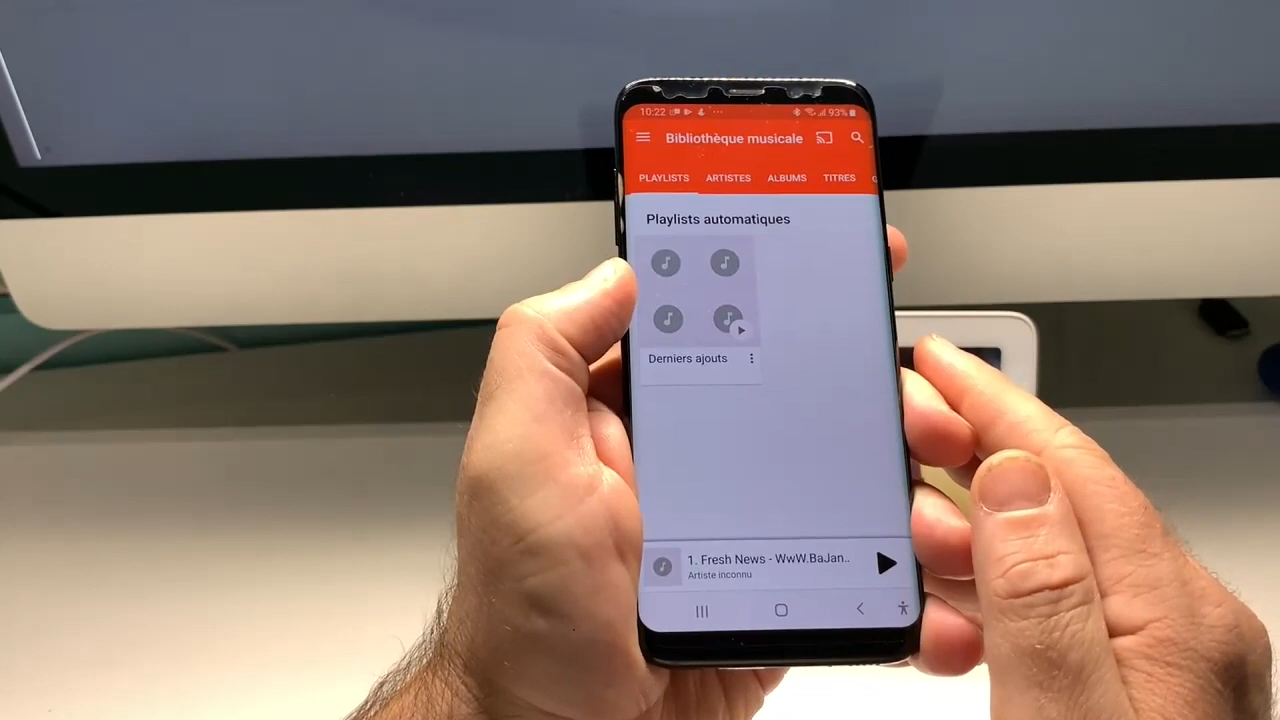 10:22 93%
Bibliothèque musicale
PLAYLISTS ARTISTES ALBUMS TITRES
Playlists automatiques
Derniers ajouts
1. Fresh News - WwW.BaJan..
Artiste inconnu